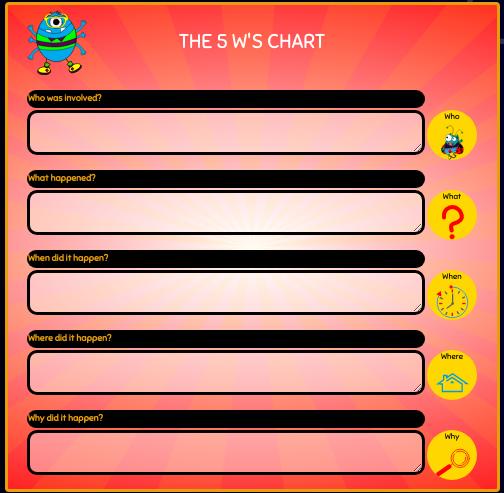 THE 5 W'S CHART
Who was involved?
Who
What happened?
What
When did it happen?
When
Where did it happen?
Where
Why did it happen?
Why